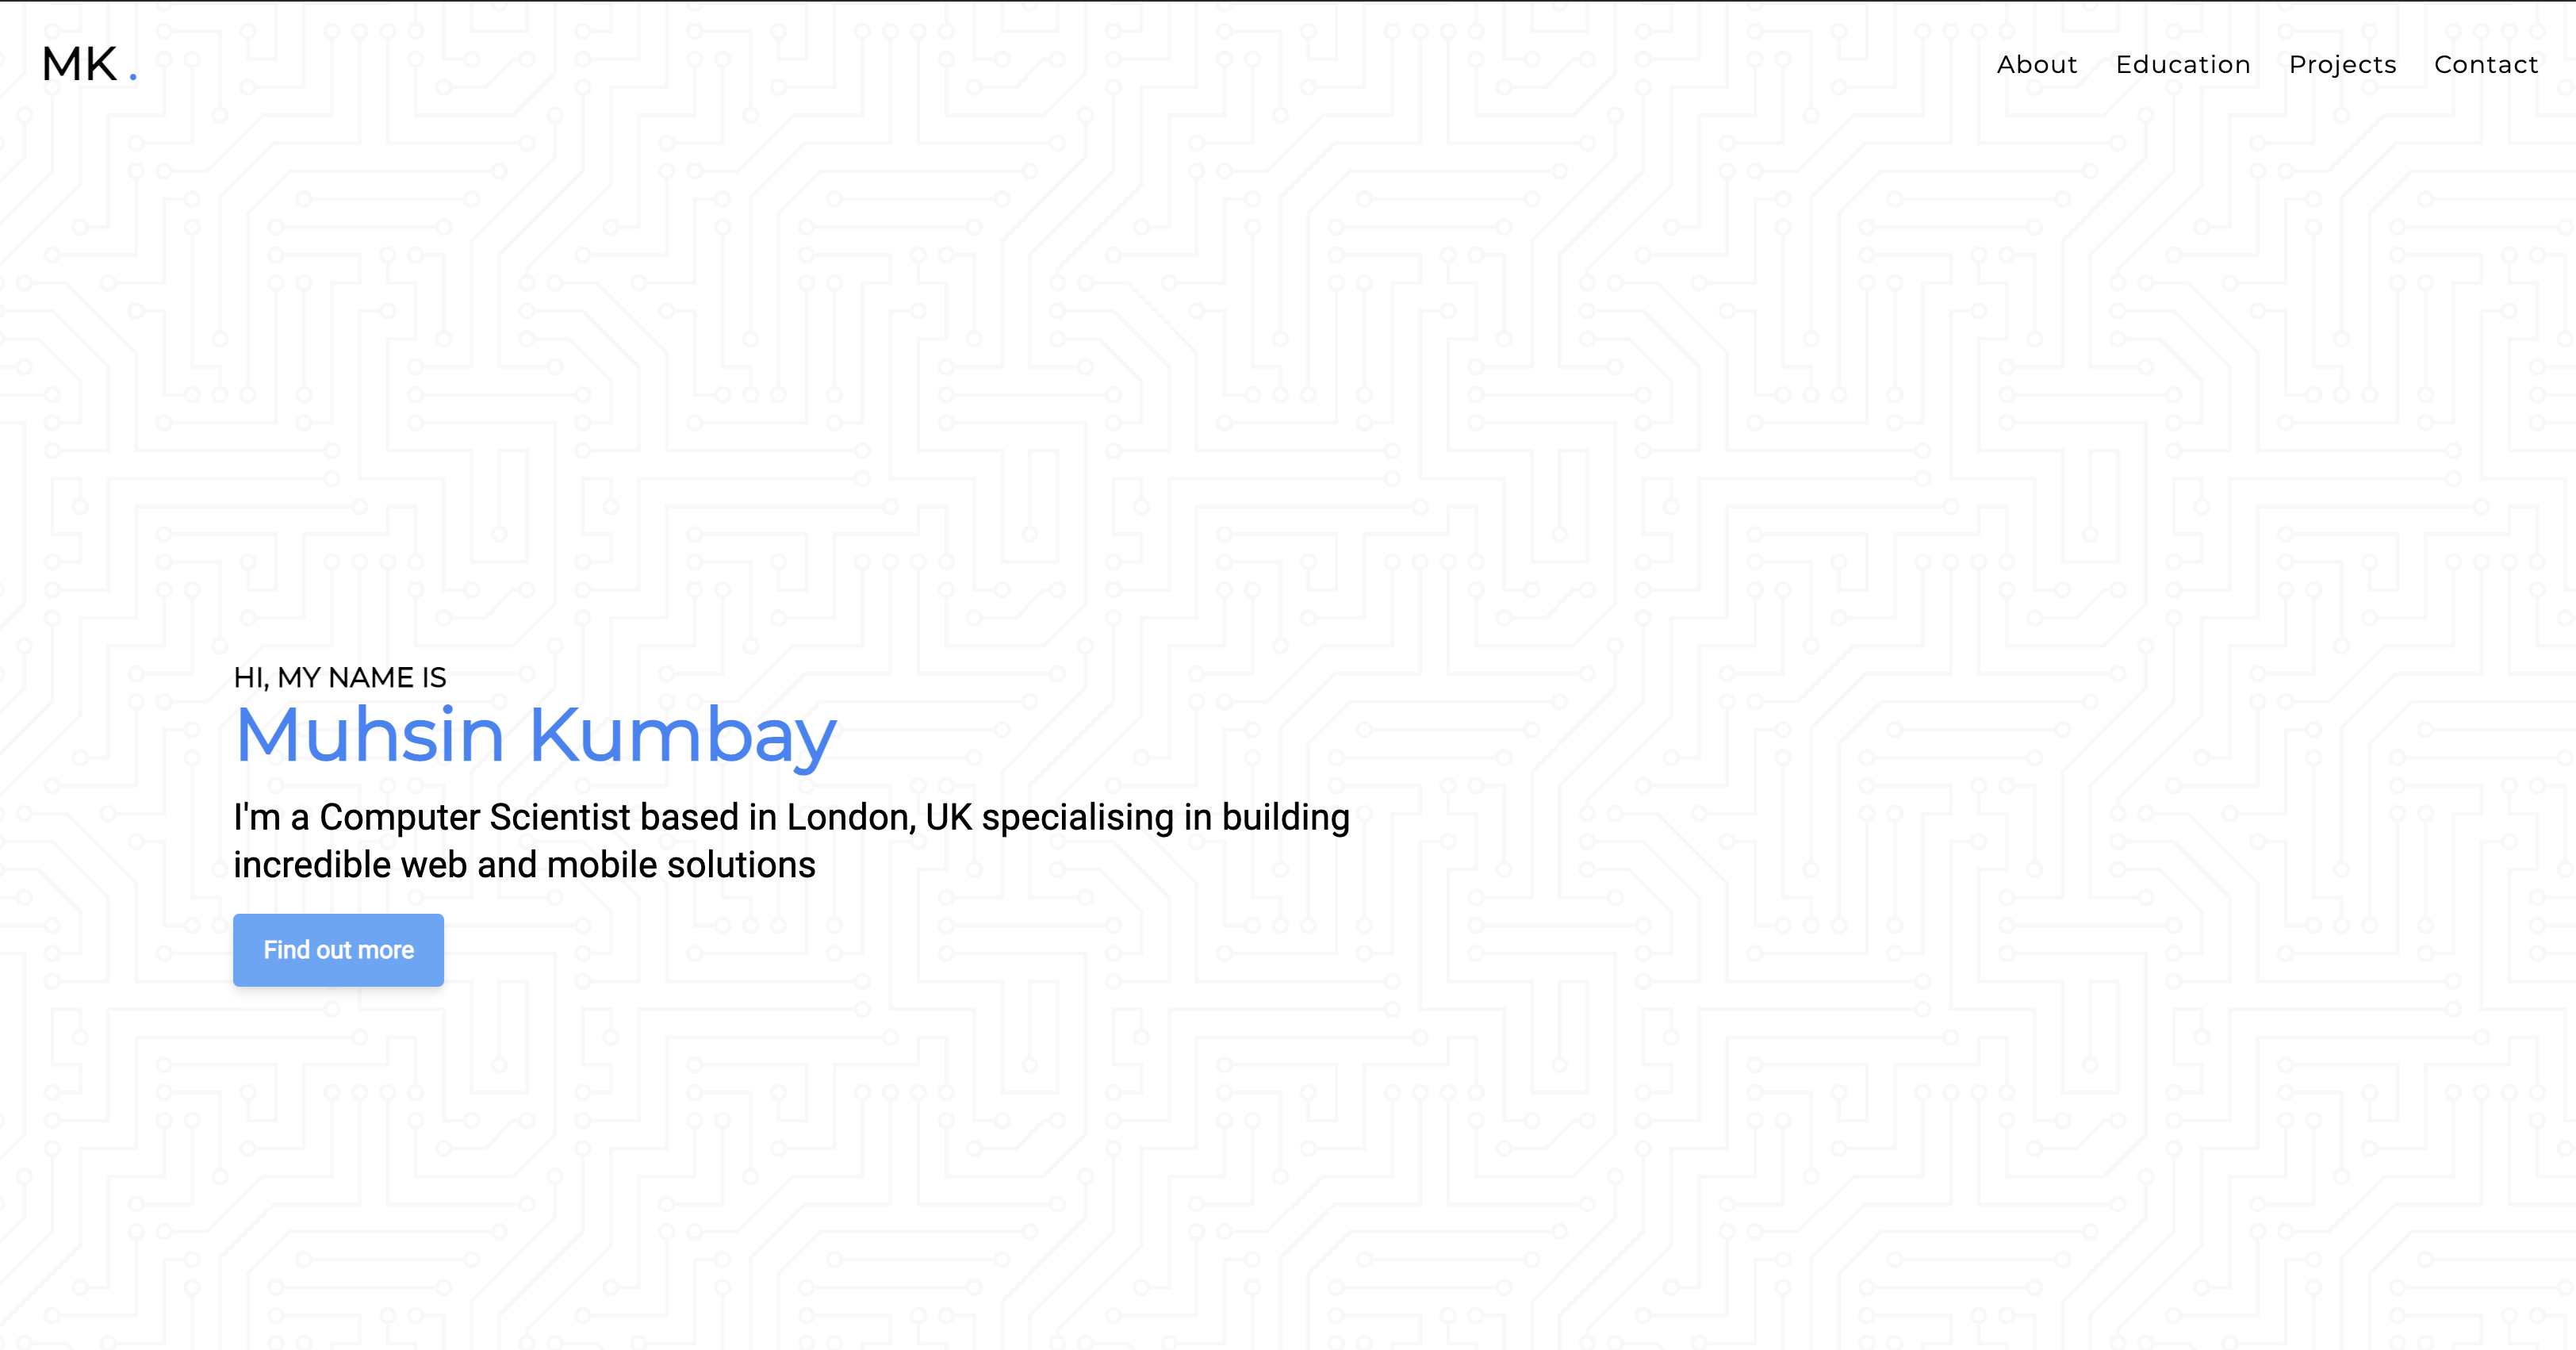 MK .
About Education Projects Contact
HI, MY NAME IS
Muhsin Kumbay
I'm a Computer Scientist based in London, UK specialising in building
incredible web and mobile solutions
Find out more